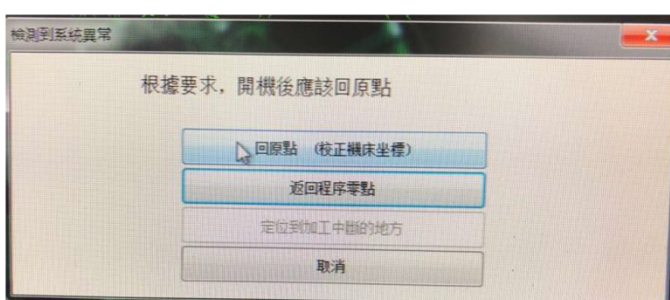 檢測到系統異常
根據要求，開機後應該回原點
回原點 （校正機床坐標）
返回程序零點
定位到加工中斷的地方
取消